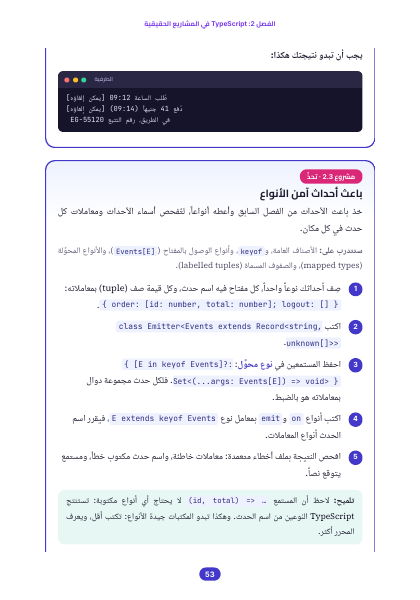 الفصل 2: TypeScript في المشاريع الحقيقية
يجب أن تبدو نتيجتك هكذا:
الطرفية
طُلب الساعة 09:12 [يمكن إلغاؤه]
دُفع 41 جنيهاً (09:14) [يمكن إلغاؤه]
في الطريق، رقم التتبع EG-55120
مشروع 2.3 · تحدٍّ
باعث أحداث آمن الأنواع
خذ باعث الأحداث من الفصل السابق وأعطه أنواعاً، لتُفحص أسماء الأحداث ومعاملات كل
حدث في كل مكان.
ستتدرب على: الأصناف العامة، و keyof، وأنواع الوصول بالمفتاح (Events[E])، والأنواع المحوّلة
(mapped types)، والصفوف المسماة (labelled tuples).
1 صِف أحداثك نوعاً واحداً، كل مفتاح فيه اسم حدث، وكل قيمة صف (tuple) بمعاملاته:
{ order: [id: number, total: number]; logout: [] }.
2 اكتب class Emitter<Events extends Record<string,
unknown[]>>.
3 احفظ المستمعين في نوع محوَّل: { [E in keyof Events]?:
Set<(...args: Events[E]) => void> }. فلكل حدث مجموعة دوال
بمعاملاته هو بالضبط.
4 اكتب أنواع on و emit بمعامل نوع E extends keyof Events، فيقرر اسم
الحدث أنواع المعاملات.
5 افحص النتيجة بملف أخطاء متعمدة: معاملات خاطئة، واسم حدث مكتوب خطأً، ومستمع
يتوقع نصاً.
تلميح: لاحظ أن المستمع (id, total) => … لا يحتاج أي أنواع مكتوبة: تستنتج
TypeScript النوعين من اسم الحدث. وهكذا تبدو المكتبات جيدة الأنواع: تكتب أقل، ويعرف
المحرر أكثر.
53